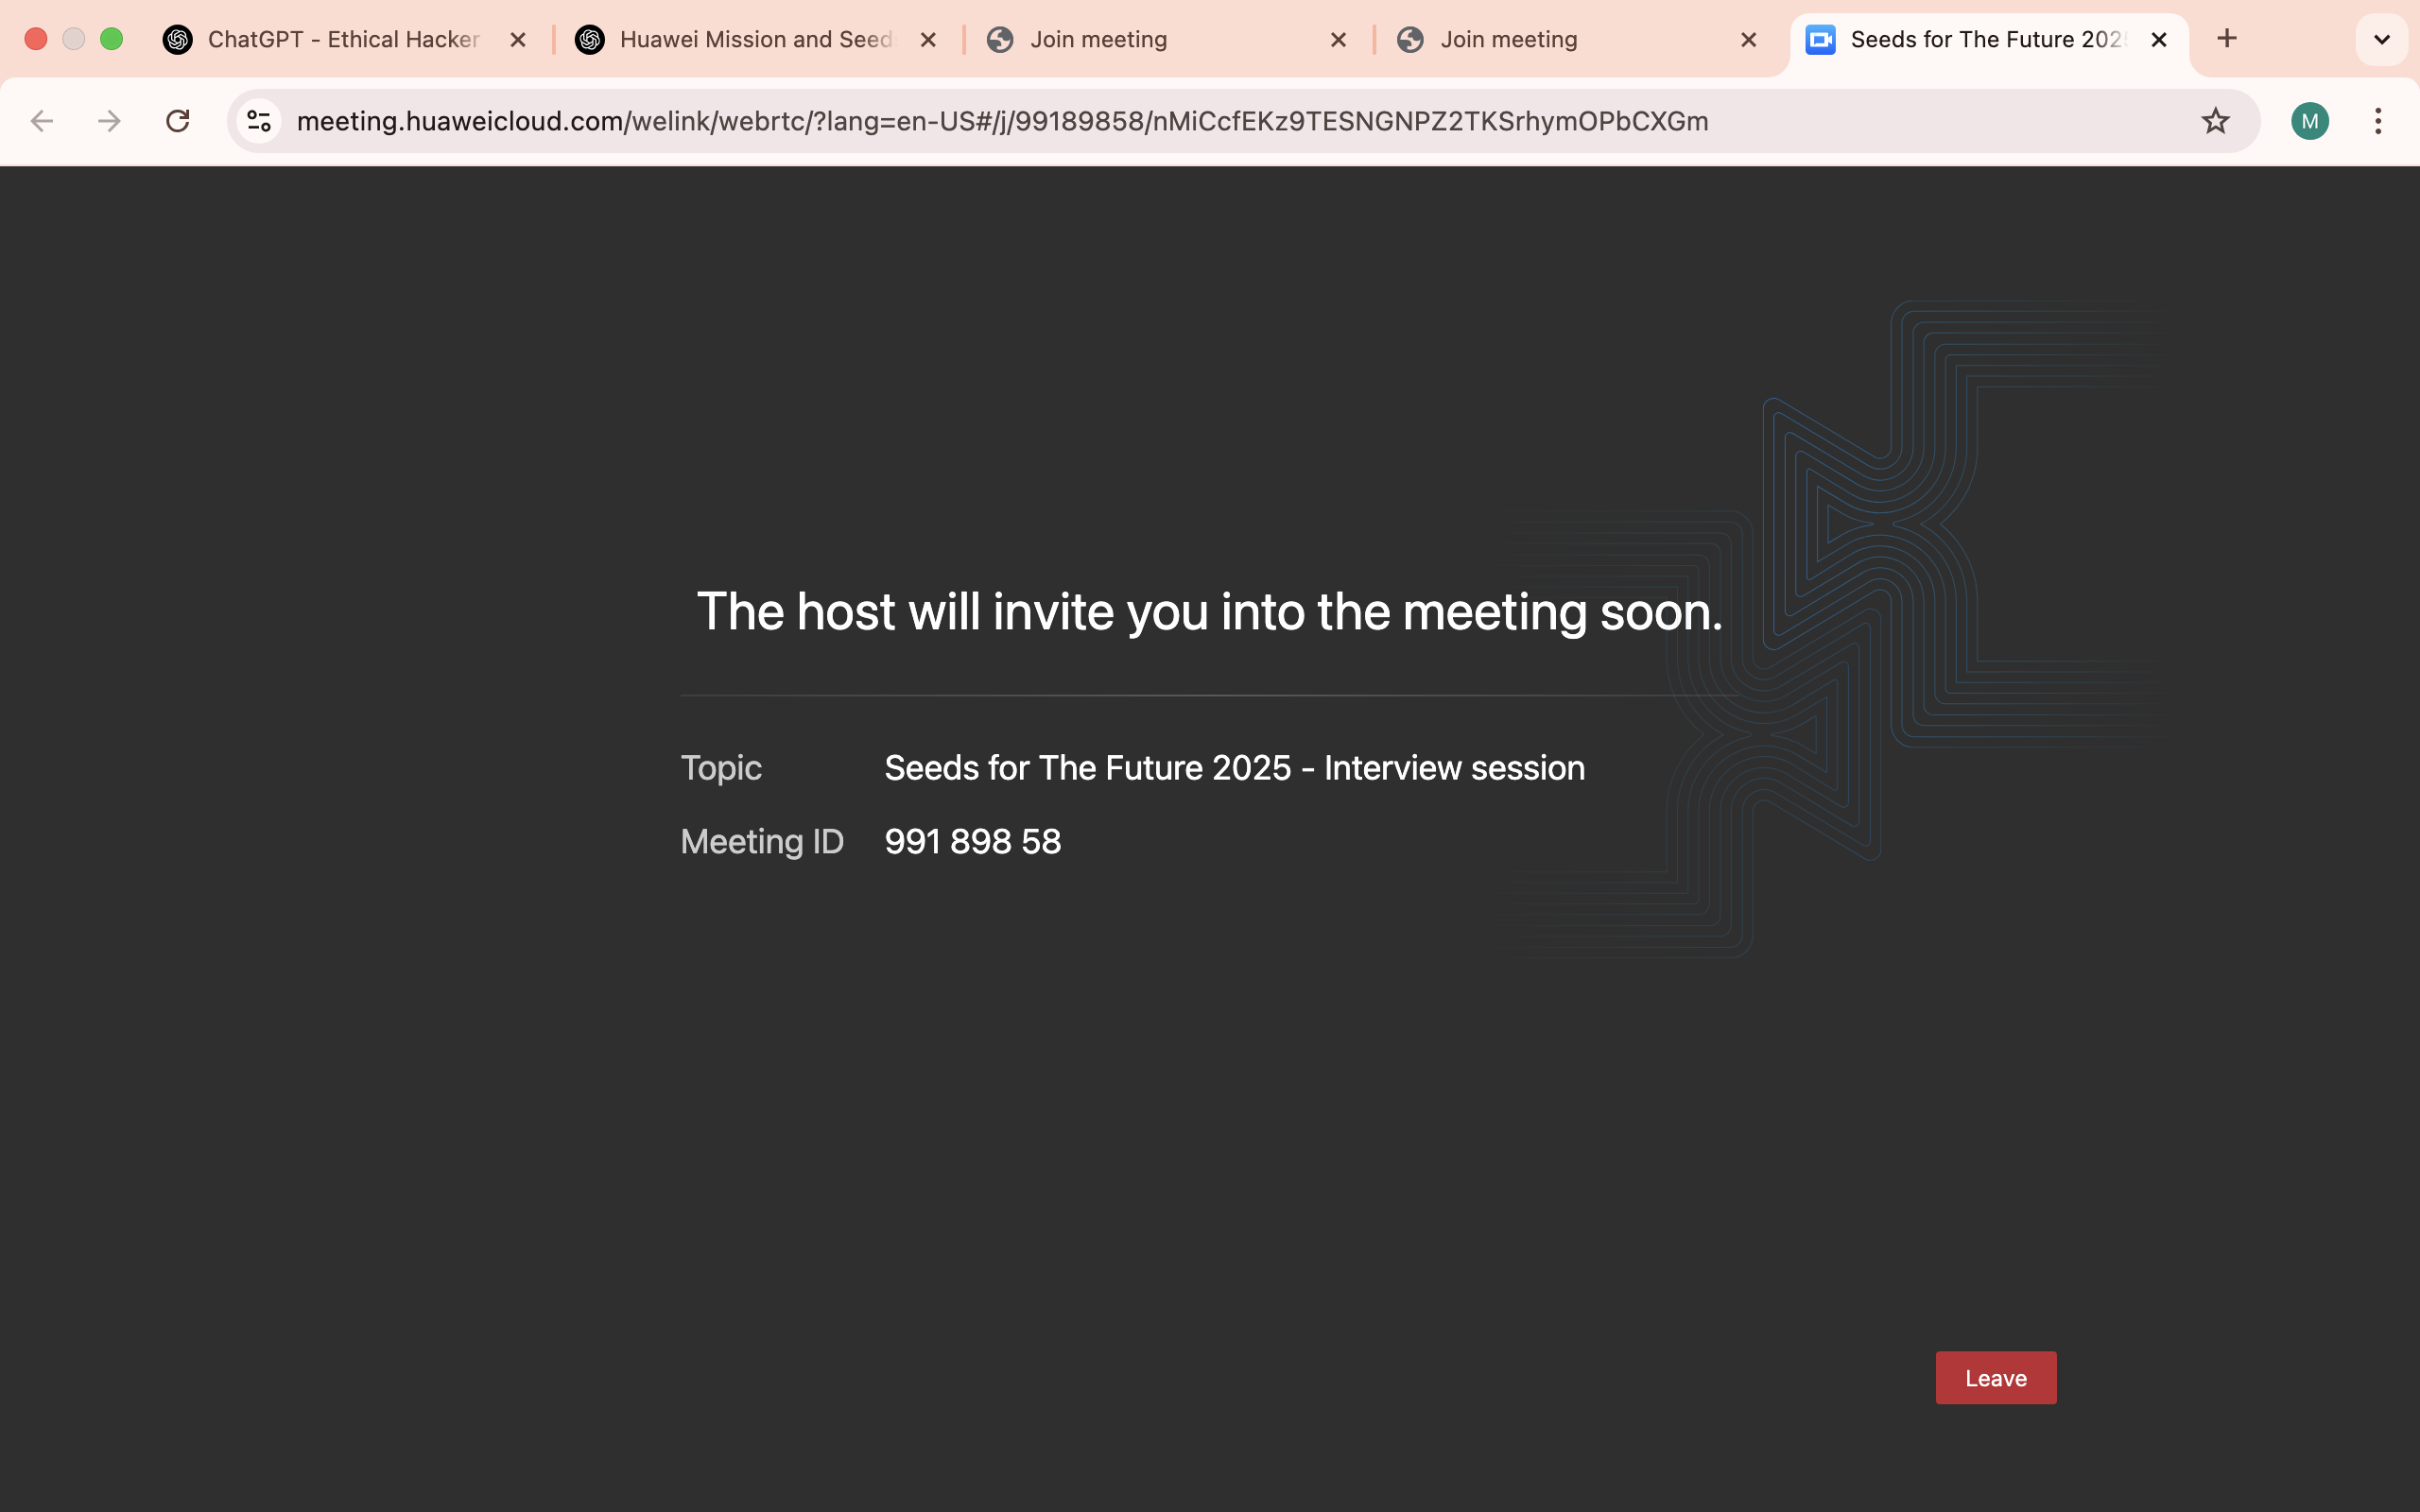 ChatGPT - Ethical Hacker
Huawei Mission and Seed
Join meeting
Join meeting
Seeds for The Future 202
meeting.huaweicloud.com/welink/webrtc/?lang=en-US#/j/99189858/nMiCcfEKz9TESNGNPZ2TKSrhymOPbCXGm
M
The host will invite you into the meeting soon.
Topic Seeds for The Future 2025 - Interview session
Meeting ID 991 898 58
Leave